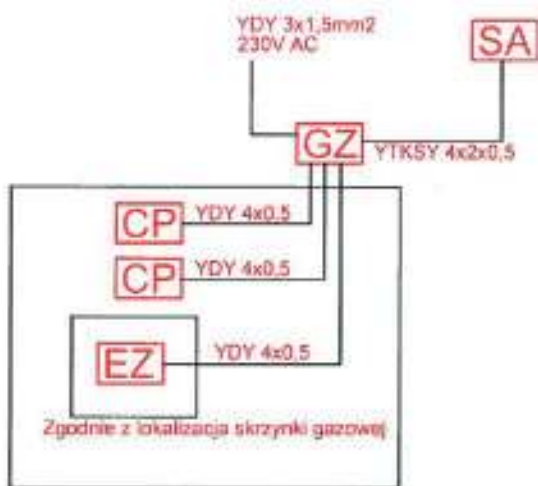 YDY 3x1,5mm2
230V AC
SA
GZ
YTKSY 4x2x0,5
CP
YDY 4x0,5
CP
YDY 4x0,5
EZ
YDY 4x0,5
Zgodnie z lokalizacja skrzynki gazowej